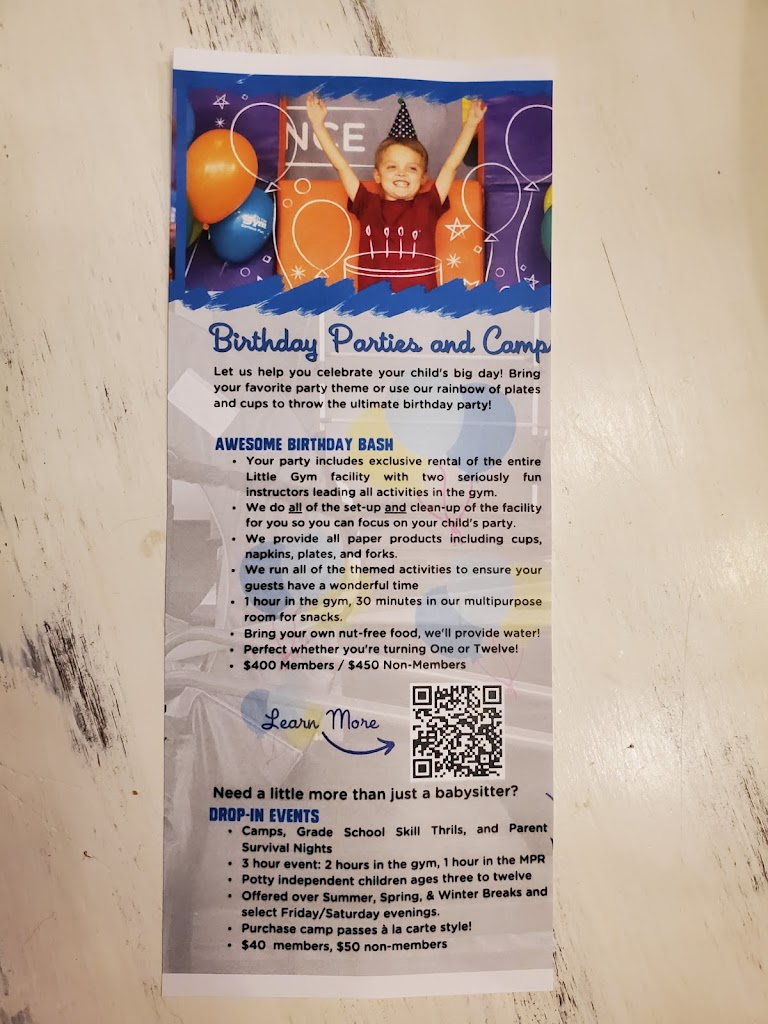 NCE
Birthday Parties and Camp
Let us help you celebrate your child's big day! Bring
your favorite party theme or use our rainbow of plates
and cups to throw the ultimate birthday party!
AWESOME BIRTHDAY BASH
• Your party includes exclusive rental of the entire
Little Gym facility with two seriously fun
instructors leading all activities in the gym.
• We do all of the set-up and clean-up of the facility
for you so you can focus on your child's party.
• We provide all paper products including cups,
napkins, plates, and forks.
• We run all of the themed activities to ensure your
guests have a wonderful time
• 1 hour in the gym, 30 minutes in our multipurpose
room for snacks.
• Bring your own nut-free food, we'll provide water!
• Perfect whether you're turning One or Twelve!
• $400 Members / $450 Non-Members
Learn More
Need a little more than just a babysitter?
DROP-IN EVENTS
• Camps, Grade School Skill Thrils, and Parent
Survival Nights
• 3 hour event: 2 hours in the gym, 1 hour in the MPR
• Potty independent children ages three to twelve
• Offered over Summer, Spring, & Winter Breaks and
select Friday/Saturday evenings.
• Purchase camp passes à la carte style!
• $40 members, $50 non-members